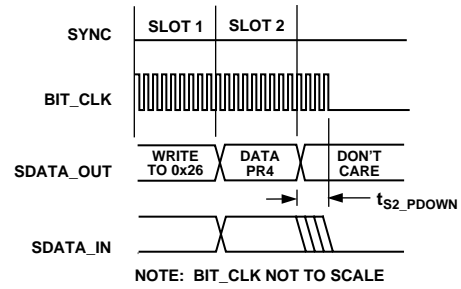 SYNC
SLOT 1
SLOT 2
BIT_CLK
SDATA_OUT
WRITE
TO 0x26
DATA
PR4
DON'T
CARE
tS2_PDOWN
SDATA_IN
NOTE: BIT_CLK NOT TO SCALE